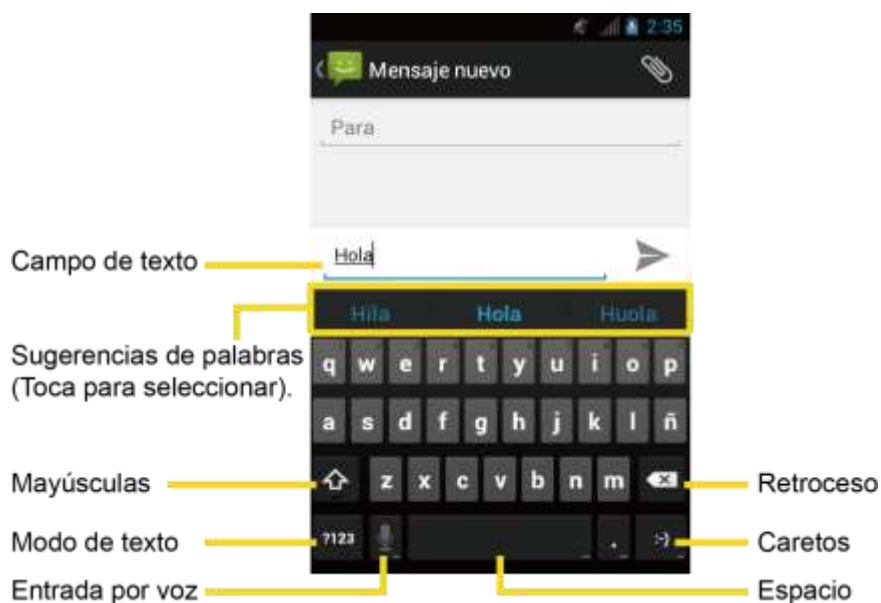 2:35
Mensaje nuevo
Para
Campo de texto
Hola
Hila Hola Huola
Sugerencias de palabras
(Toca para seleccionar).
q w e r t y u i o p
a s d f g h j k l ñ
Mayúsculas
z x c v b n m
Retroceso
Modo de texto
?123 . :-)
Caretos
Entrada por voz
Espacio